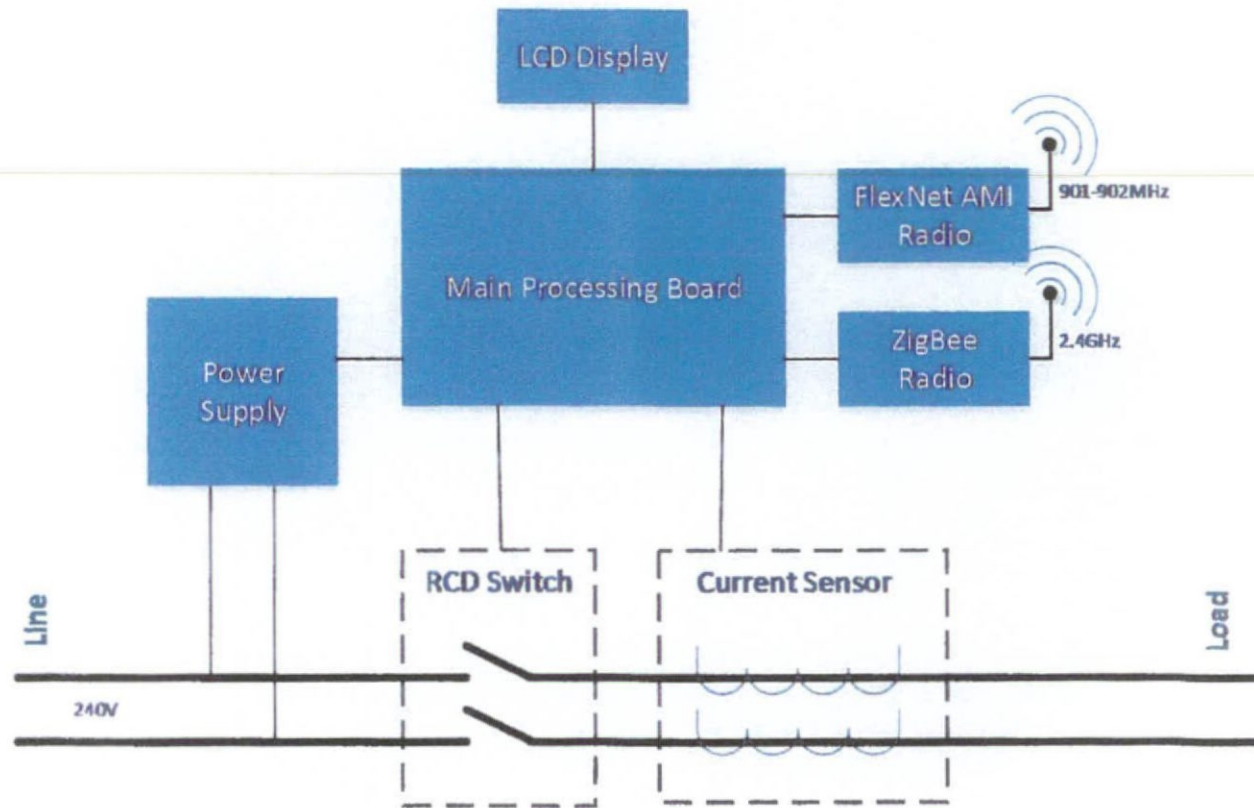 LCD Display
FlexNet AMI
Radio
901-902MHz
Main Processing Board
ZigBee
Radio
2.4GHz
Power
Supply
RCD Switch
Current Sensor
Line
Load
240V